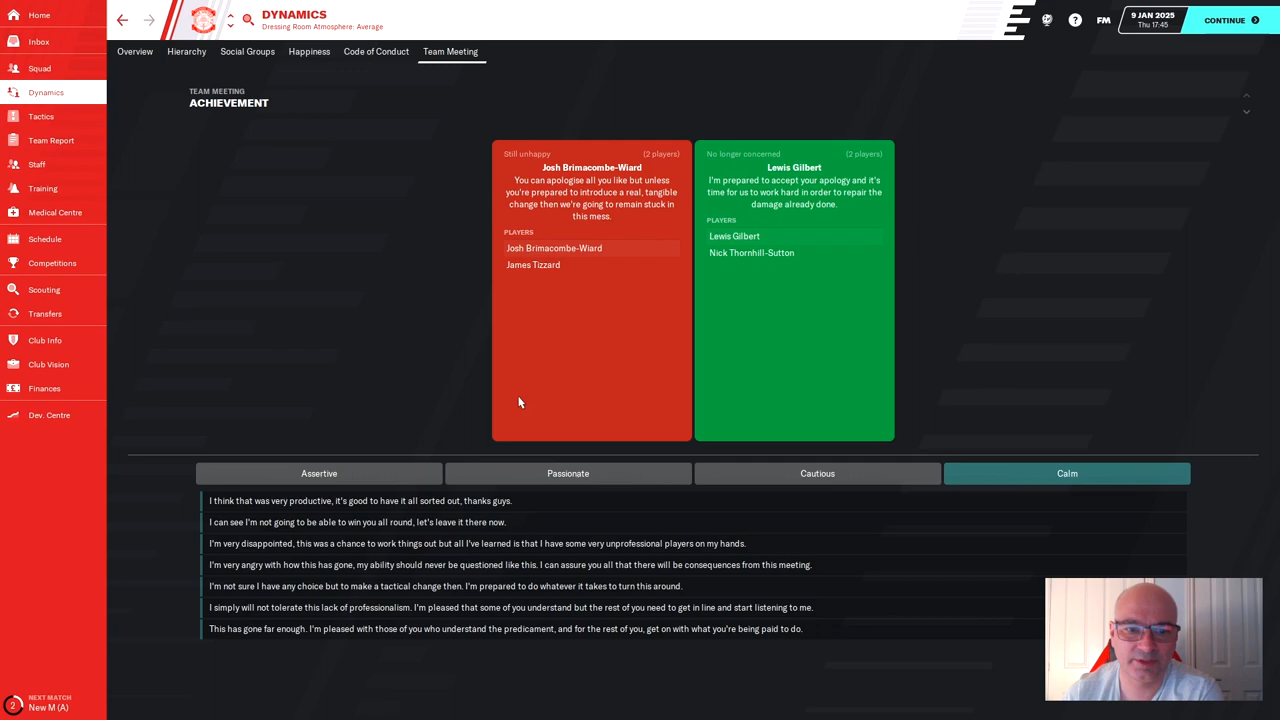 Home
Inbox
Squad
Dynamics
Tactics
Team Report
Staff
Training
Medical Centre
Schedule
Competitions
Scouting
Transfers
Club Info
Club Vision
Finances
Dev. Centre
2
NEXT MATCH
New M (A)
DYNAMICS
Dressing Room Atmosphere: Average
?
FM
9 JAN 2025
Thu 17:45
CONTINUE
Overview Hierarchy Social Groups Happiness Code of Conduct Team Meeting
TEAM MEETING
ACHIEVEMENT
Still unhappy (2 players)
Josh Brimacombe-Wiard
You can apologise all you like but unless
you're prepared to introduce a real, tangible
change then we're going to remain stuck in
this mess.
PLAYERS
Josh Brimacombe-Wiard
James Tizzard
No longer concerned (2 players)
Lewis Gilbert
I'm prepared to accept your apology and it's
time for us to work hard in order to repair the
damage already done.
PLAYERS
Lewis Gilbert
Nick Thornhill-Sutton
Assertive Passionate Cautious Calm
I think that was very productive, it's good to have it all sorted out, thanks guys.
I can see I'm not going to be able to win you all round, let's leave it there now.
I'm very disappointed, this was a chance to work things out but all I've learned is that I have some very unprofessional players on my hands.
I'm very angry with how this has gone, my ability should never be questioned like this. I can assure you all that there will be consequences from this meeting.
I'm not sure I have any choice but to make a tactical change then. I'm prepared to do whatever it takes to turn this around.
I simply will not tolerate this lack of professionalism. I'm pleased that some of you understand but the rest of you need to get in line and start listening to me.
This has gone far enough. I'm pleased with those of you who understand the predicament, and for the rest of you, get on with what you're being paid to do.